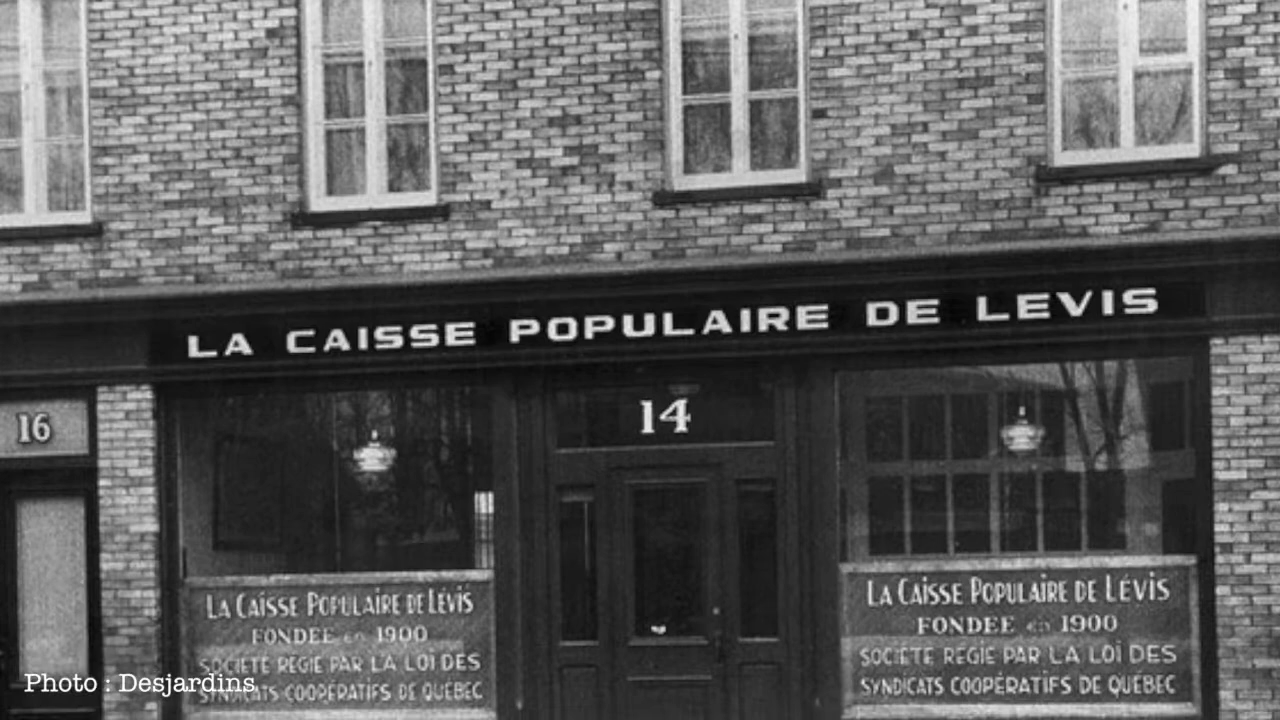 LA CAISSE POPULAIRE DE LEVIS
16
14
LA CAISSE POPULAIRE DE LÉVIS
FONDÉE en 1900
SOCIÉTÉ RÉGIE PAR LA LOI DES
SYNDICATS COOPÉRATIFS DE QUÉBEC
LA CAISSE POPULAIRE DE LÉVIS
FONDÉE en 1900
SOCIÉTÉ RÉGIE PAR LA LOI DES
SYNDICATS COOPÉRATIFS DE QUÉBEC
Photo : Desjardins